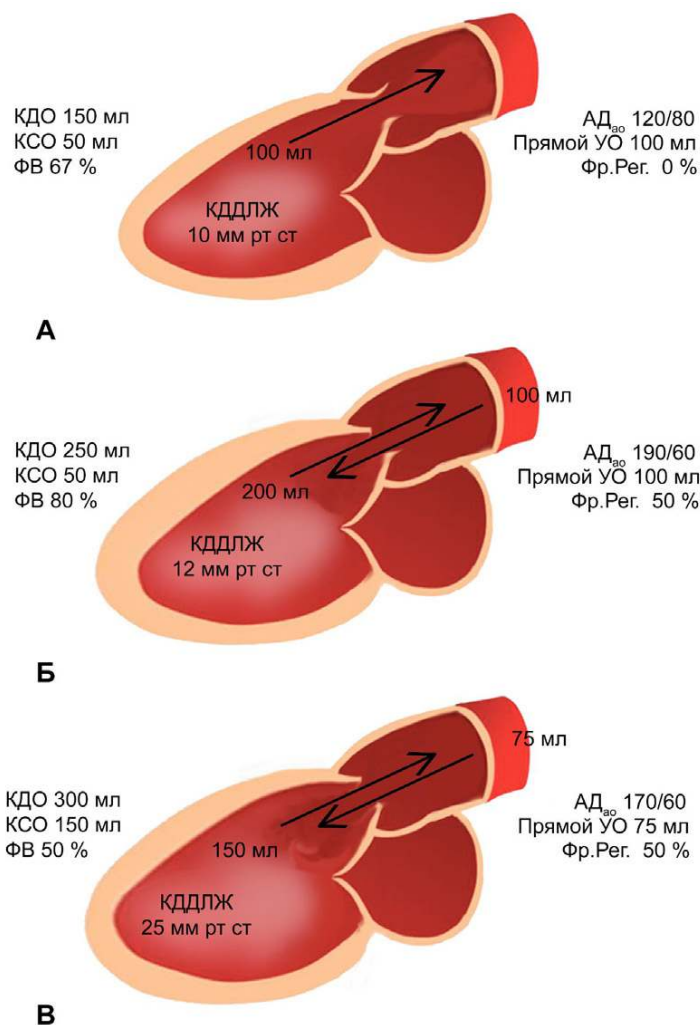 КДО 150 мл
КСО 50 мл
ФВ 67 %
100 мл
КДДЛЖ
10 мм рт ст
АДао 120/80
Прямой УО 100 мл
Фр.Рег. 0 %
А
КДО 250 мл
КСО 50 мл
ФВ 80 %
100 мл
200 мл
КДДЛЖ
12 мм рт ст
АДао 190/60
Прямой УО 100 мл
Фр.Рег. 50 %
Б
КДО 300 мл
КСО 150 мл
ФВ 50 %
75 мл
150 мл
КДДЛЖ
25 мм рт ст
АДао 170/60
Прямой УО 75 мл
Фр.Рег. 50 %
В